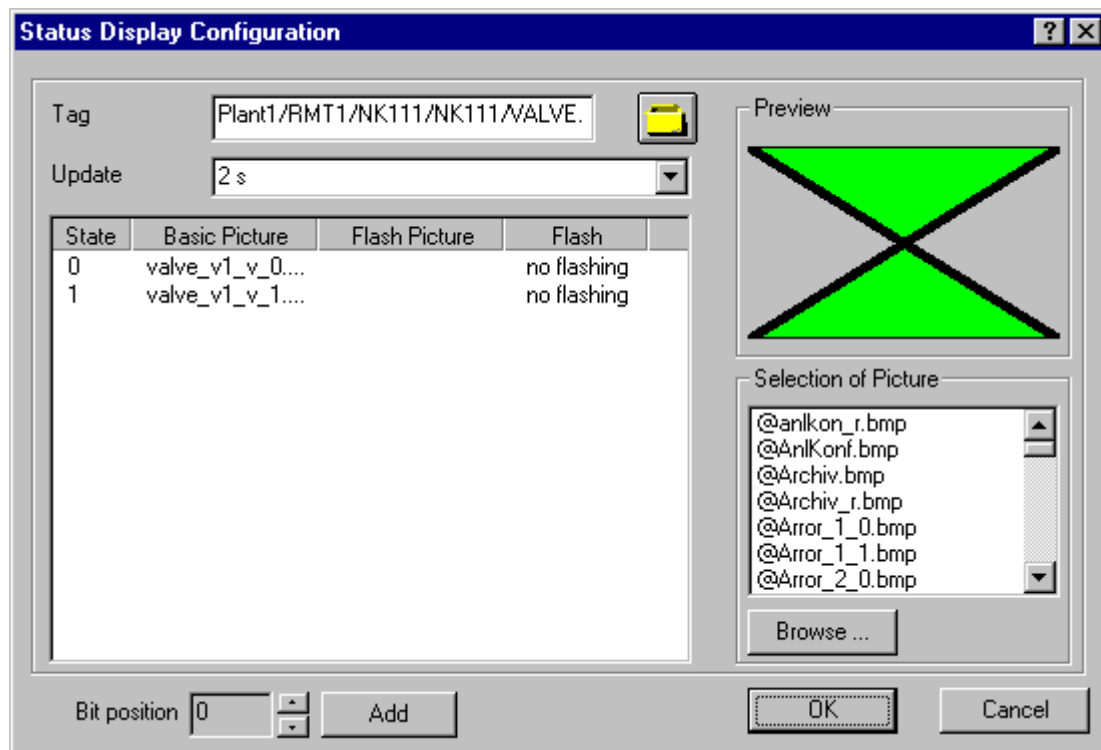 Status Display Configuration
Tag
Plant1/RMT1/NK111/NK111/VALVE.
Update
2 s
State Basic Picture Flash Picture Flash
0 valve_v1_v_0.... no flashing
1 valve_v1_v_1.... no flashing
Preview
Selection of Picture
@anlkon_r.bmp
@AnlKonf.bmp
@Archiv.bmp
@Archiv_r.bmp
@Arror_1_0.bmp
@Arror_1_1.bmp
@Arror_2_0.bmp
Browse ...
Bit position 0 Add
OK Cancel